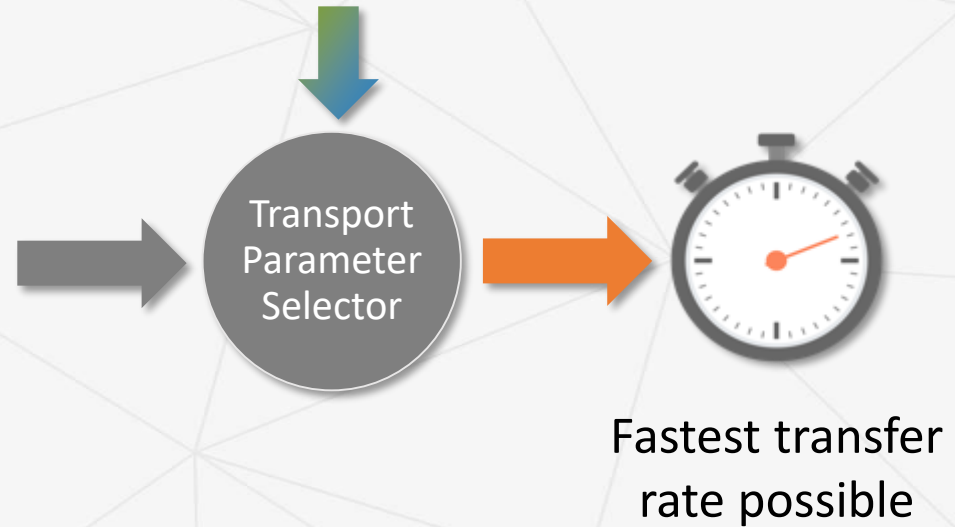 Transport
Parameter
Selector
Fastest transfer
rate possible